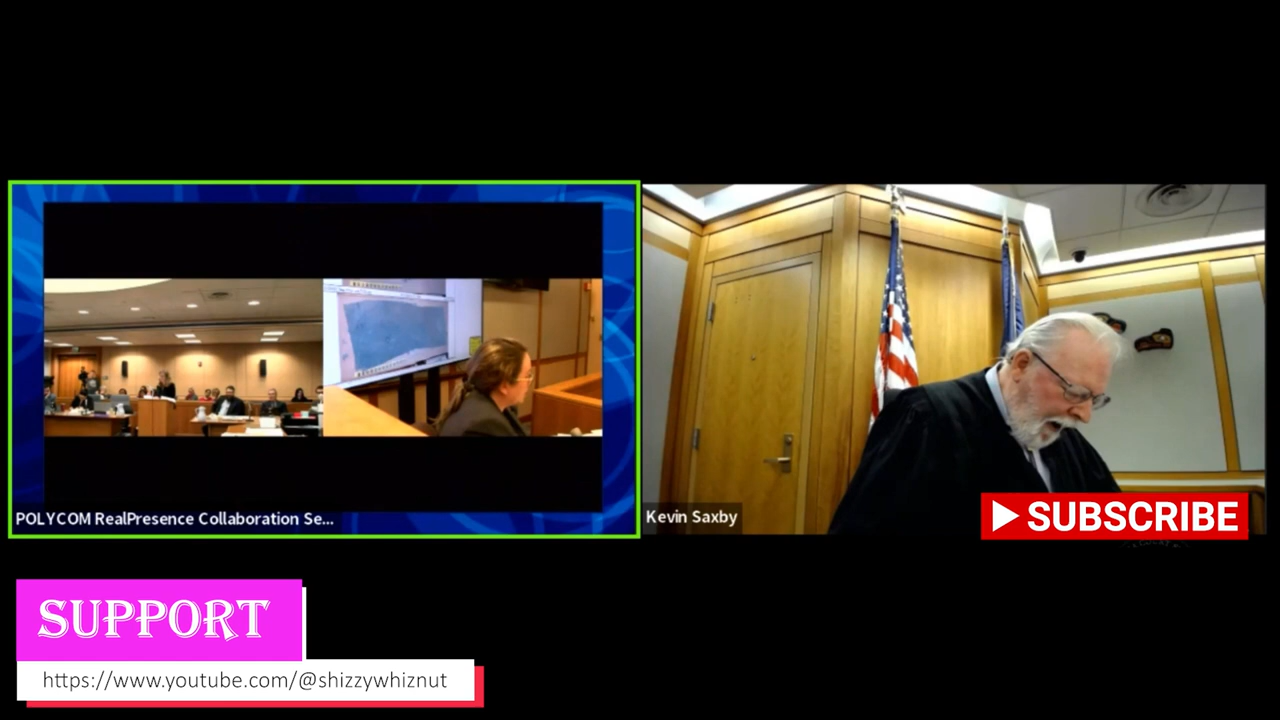 POLYCOM RealPresence Collaboration Se...
Kevin Saxby
SUBSCRIBE
SUPPORT
https://www.youtube.com/@shizzywhiznut